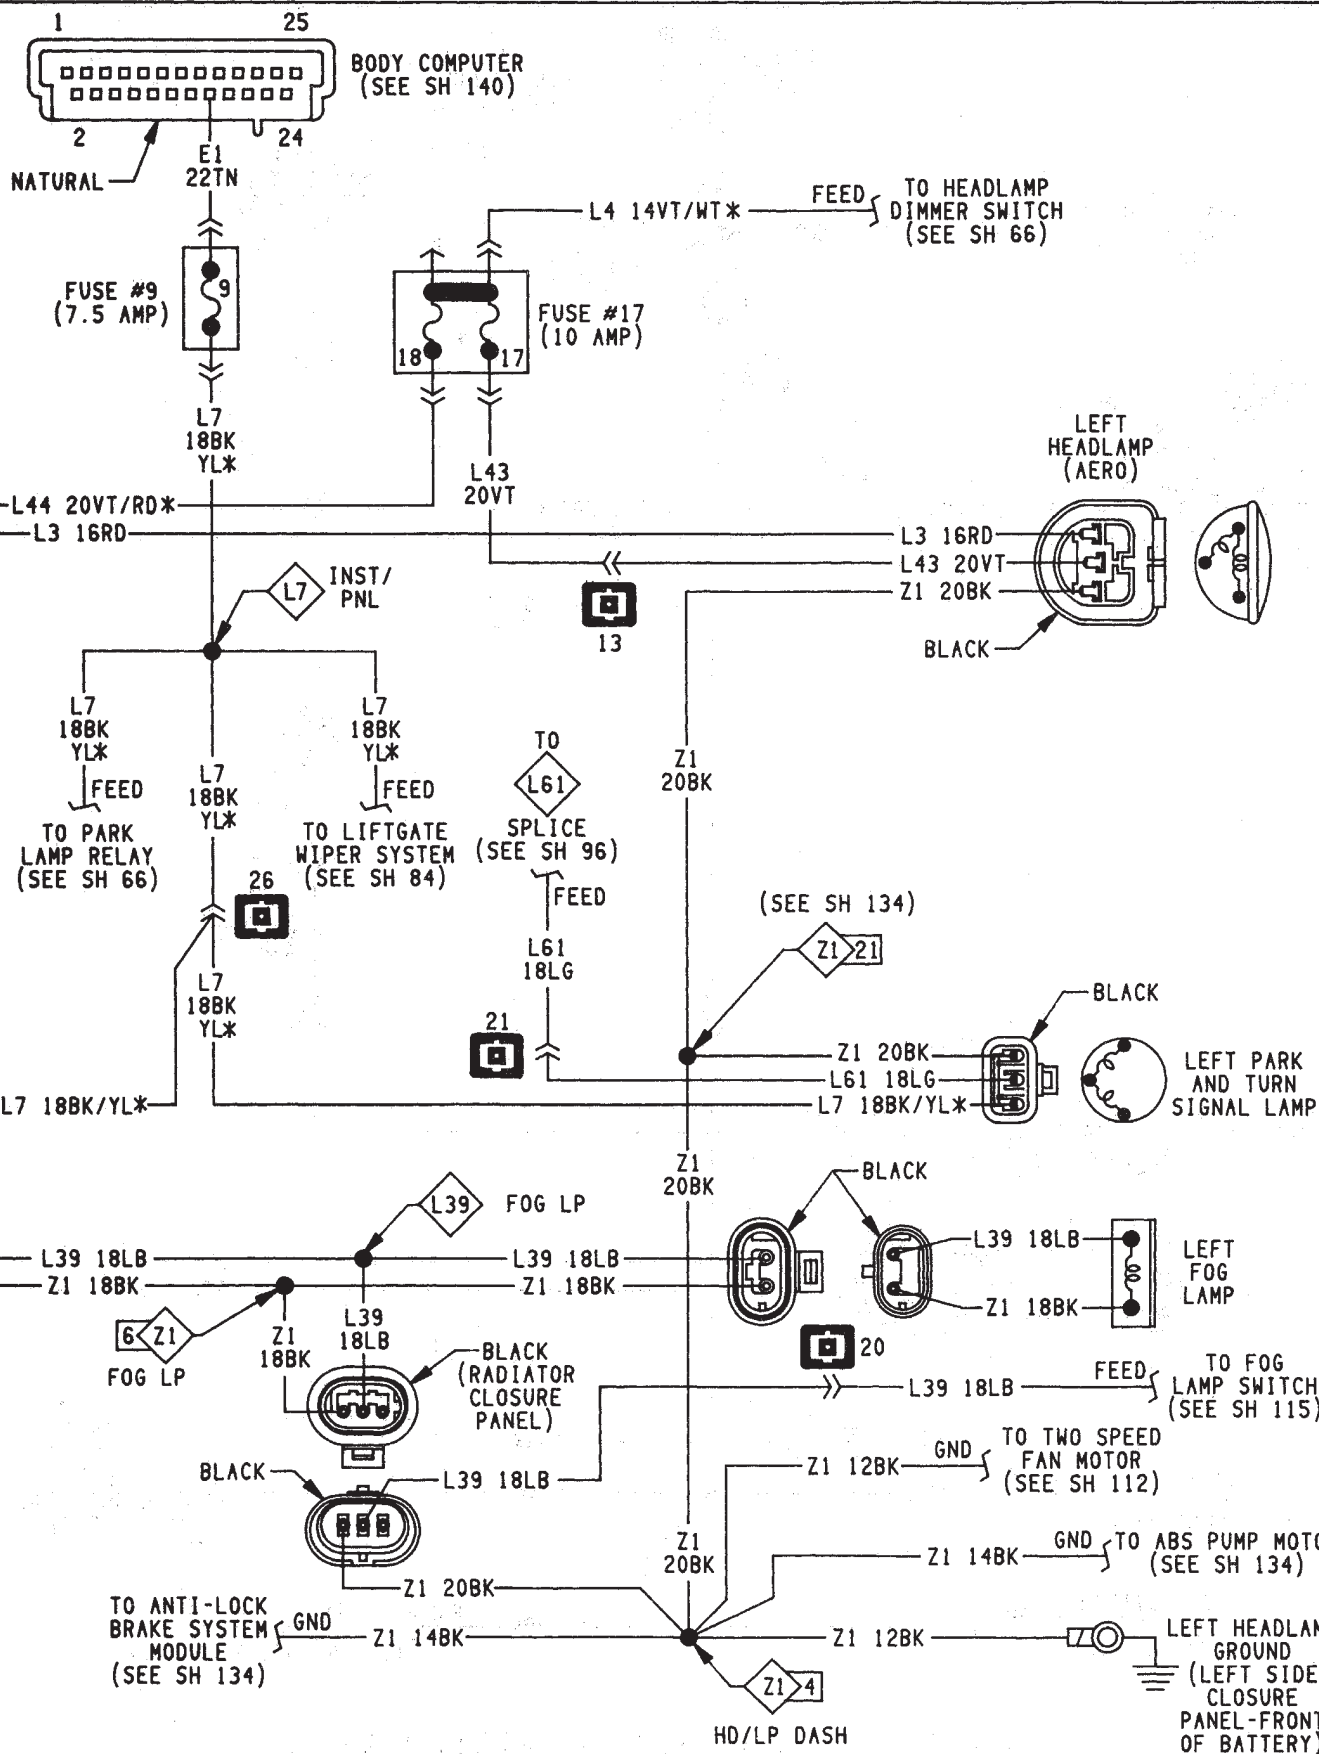 1 25
BODY COMPUTER
(SEE SH 140)
2 24
NATURAL
E1
22TN
FUSE #9
(7.5 AMP)
9
L4 14VT/WT*
FEED
TO HEADLAMP
DIMMER SWITCH
(SEE SH 66)
FUSE #17
(10 AMP)
18 17
L7
18BK
YL*
L43
20VT
L44 20VT/RD*
L3 16RD
LEFT
HEADLAMP
(AERO)
L3 16RD
L43 20VT
Z1 20BK
BLACK
L7
INST/
PNL
13
L7
18BK
YL*
FEED
TO PARK
LAMP RELAY
(SEE SH 66)
L7
18BK
YL*
L7
18BK
YL*
FEED
TO LIFTGATE
WIPER SYSTEM
(SEE SH 84)
TO
L61
SPLICE
(SEE SH 96)
FEED
Z1
20BK
26
L7
18BK
YL*
L61
18LG
21
(SEE SH 134)
Z1 21
BLACK
Z1 20BK
L61 18LG
L7 18BK/YL*
LEFT PARK
AND TURN
SIGNAL LAMP
L7 18BK/YL*
Z1
20BK
BLACK
L39
FOG LP
L39 18LB
Z1 18BK
L39 18LB
Z1 18BK
L39 18LB
Z1 18BK
LEFT
FOG
LAMP
6 Z1
FOG LP
Z1
18BK
L39
18LB
20
BLACK
(RADIATOR
CLOSURE
PANEL)
L39 18LB
FEED
TO FOG
LAMP SWITCH
(SEE SH 115)
BLACK
L39 18LB
Z1 12BK
GND
TO TWO SPEED
FAN MOTOR
(SEE SH 112)
Z1
20BK
Z1 14BK
GND
TO ABS PUMP MOTO
(SEE SH 134)
Z1 20BK
TO ANTI-LOCK
BRAKE SYSTEM
MODULE
(SEE SH 134)
GND
Z1 14BK
Z1 12BK
LEFT HEADLAM
GROUND
(LEFT SIDE
CLOSURE
PANEL-FRONT
OF BATTERY)
Z1 4
HD/LP DASH